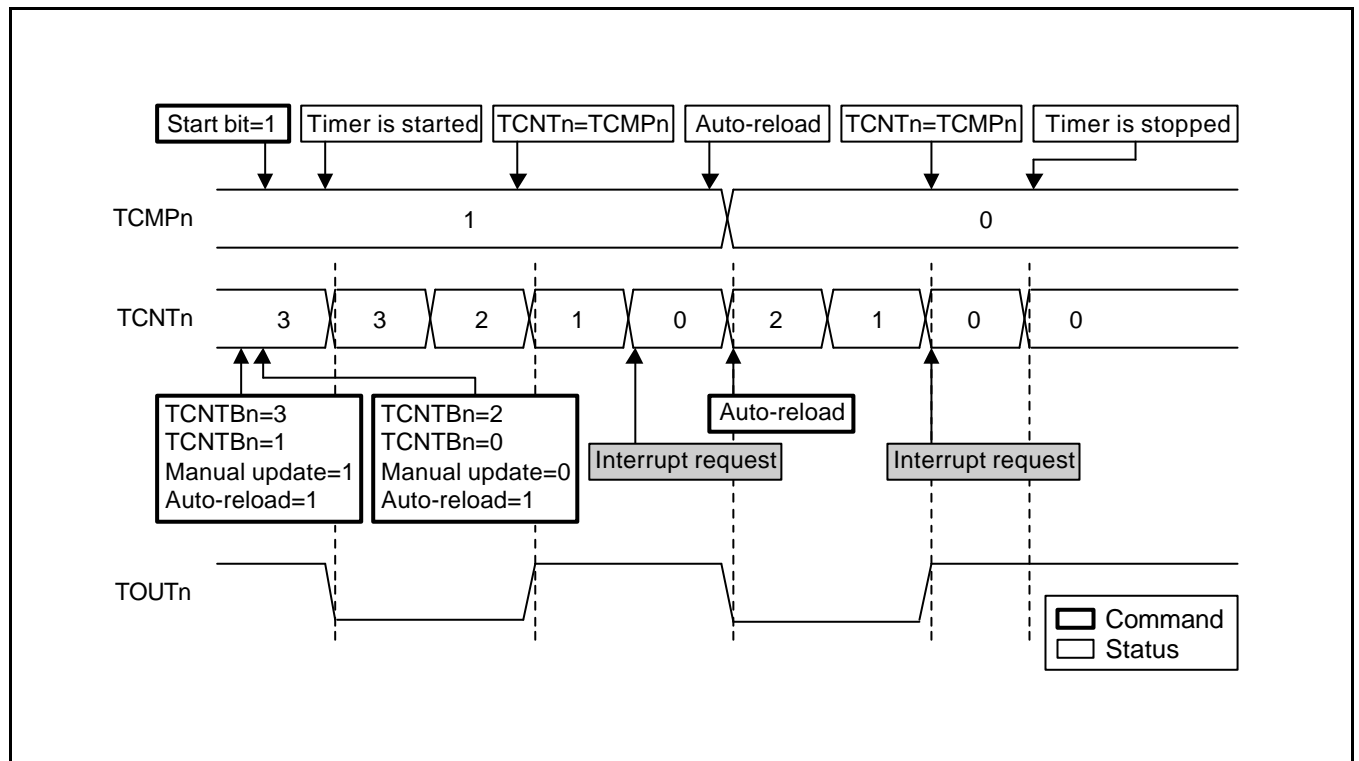 Start bit=1
Timer is started
TCNTn=TCMPn
Auto-reload
TCNTn=TCMPn
Timer is stopped
TCMPn
1
0
TCNTn
3
3
2
1
0
2
1
0
0
TCNTBn=3
TCNTBn=1
Manual update=1
Auto-reload=1
TCNTBn=2
TCNTBn=0
Manual update=0
Auto-reload=1
Interrupt request
Auto-reload
Interrupt request
TOUTn
Command
Status